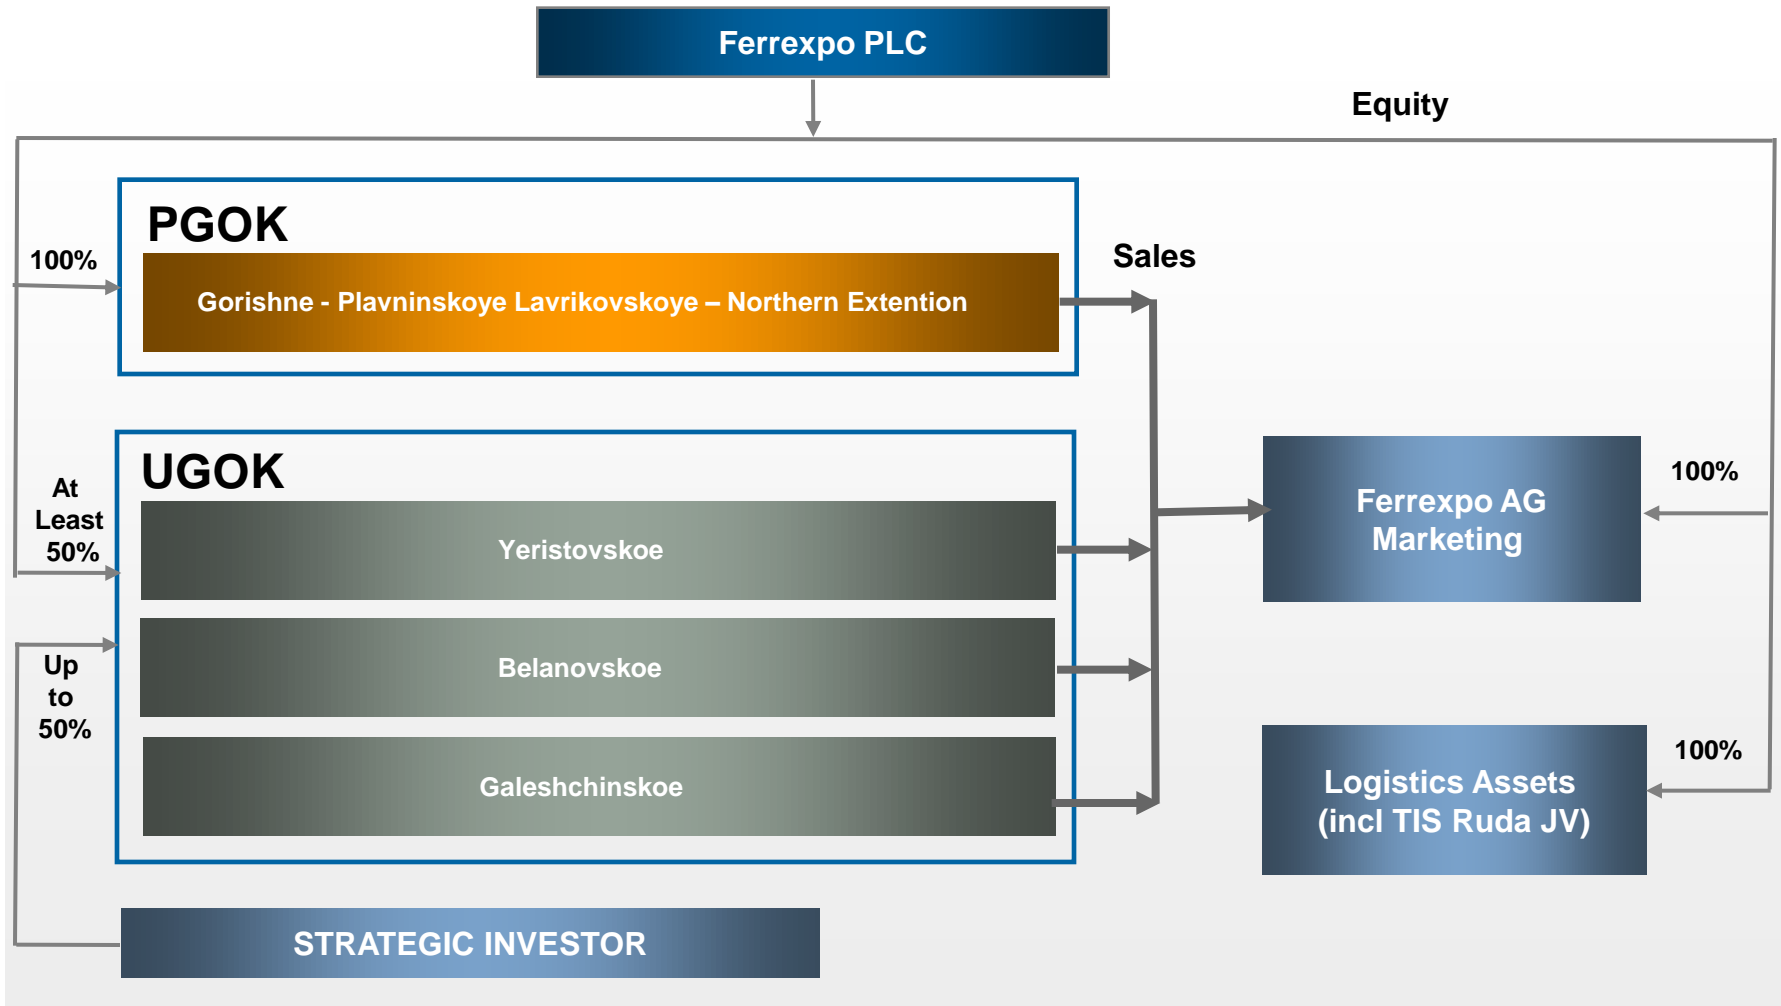 Ferrexpo PLC
Equity
PGOK
100%
Gorishne - Plavninskoye Lavrikovskoye – Northern Extention
Sales
UGOK
At
Least
50%
Yeristovskoe
Ferrexpo AG
Marketing
100%
Up
to
50%
Belanovskoe
Galeshchinskoe
Logistics Assets
(incl TIS Ruda JV)
100%
STRATEGIC INVESTOR